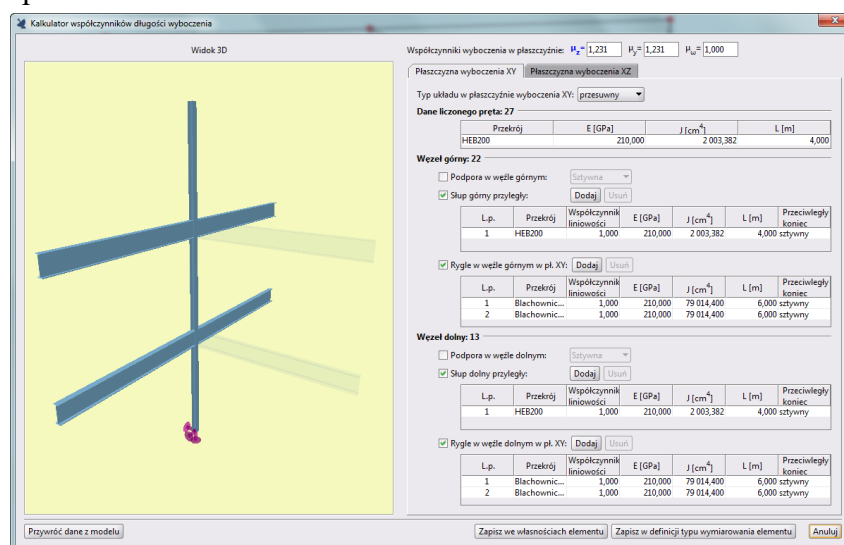 Kalkulator współczynników długości wyboczenia
Widok 3D
Współczynniki wyboczenia w płaszczyźnie: μz= 1,231 μy= 1,231 μω= 1,000
Płaszczyzna wyboczenia XY Płaszczyzna wyboczenia XZ
Typ układu w płaszczyźnie wyboczenia XY: przesuwny
Dane liczonego pręta: 27
Przekrój E [GPa] J [cm⁴] L [m]
HEB200 210,000 2 003,382 4,000
Węzeł górny: 22
Podpora w węźle górnym: Sztywna
Słup górny przyległy: Dodaj Usuń
L.p. Przekrój Współczynnik liniowości E [GPa] J [cm⁴] L [m] Przeciwległy koniec
1 HEB200 1,000 210,000 2 003,382 4,000 sztywny
Rygle w węźle górnym w pł. XY: Dodaj Usuń
L.p. Przekrój Współczynnik liniowości E [GPa] J [cm⁴] L [m] Przeciwległy koniec
1 Blachownic... 1,000 210,000 79 014,400 6,000 sztywny
2 Blachownic... 1,000 210,000 79 014,400 6,000 sztywny
Węzeł dolny: 13
Podpora w węźle dolnym: Sztywna
Słup dolny przyległy: Dodaj Usuń
L.p. Przekrój Współczynnik liniowości E [GPa] J [cm⁴] L [m] Przeciwległy koniec
1 HEB200 1,000 210,000 2 003,382 4,000 sztywny
Rygle w węźle dolnym w pł. XY: Dodaj Usuń
L.p. Przekrój Współczynnik liniowości E [GPa] J [cm⁴] L [m] Przeciwległy koniec
1 Blachownic... 1,000 210,000 79 014,400 6,000 sztywny
2 Blachownic... 1,000 210,000 79 014,400 6,000 sztywny
Przywróć dane z modelu Zapisz we własnościach elementu Zapisz w definicji typu wymiarowania elementu Anuluj